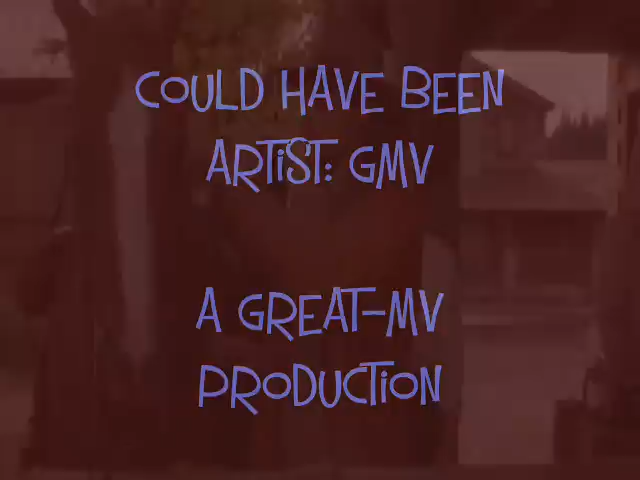 COULD HAVE BEEN
ARTiST: GMV
A GREAT-MV
PRODUCTiON